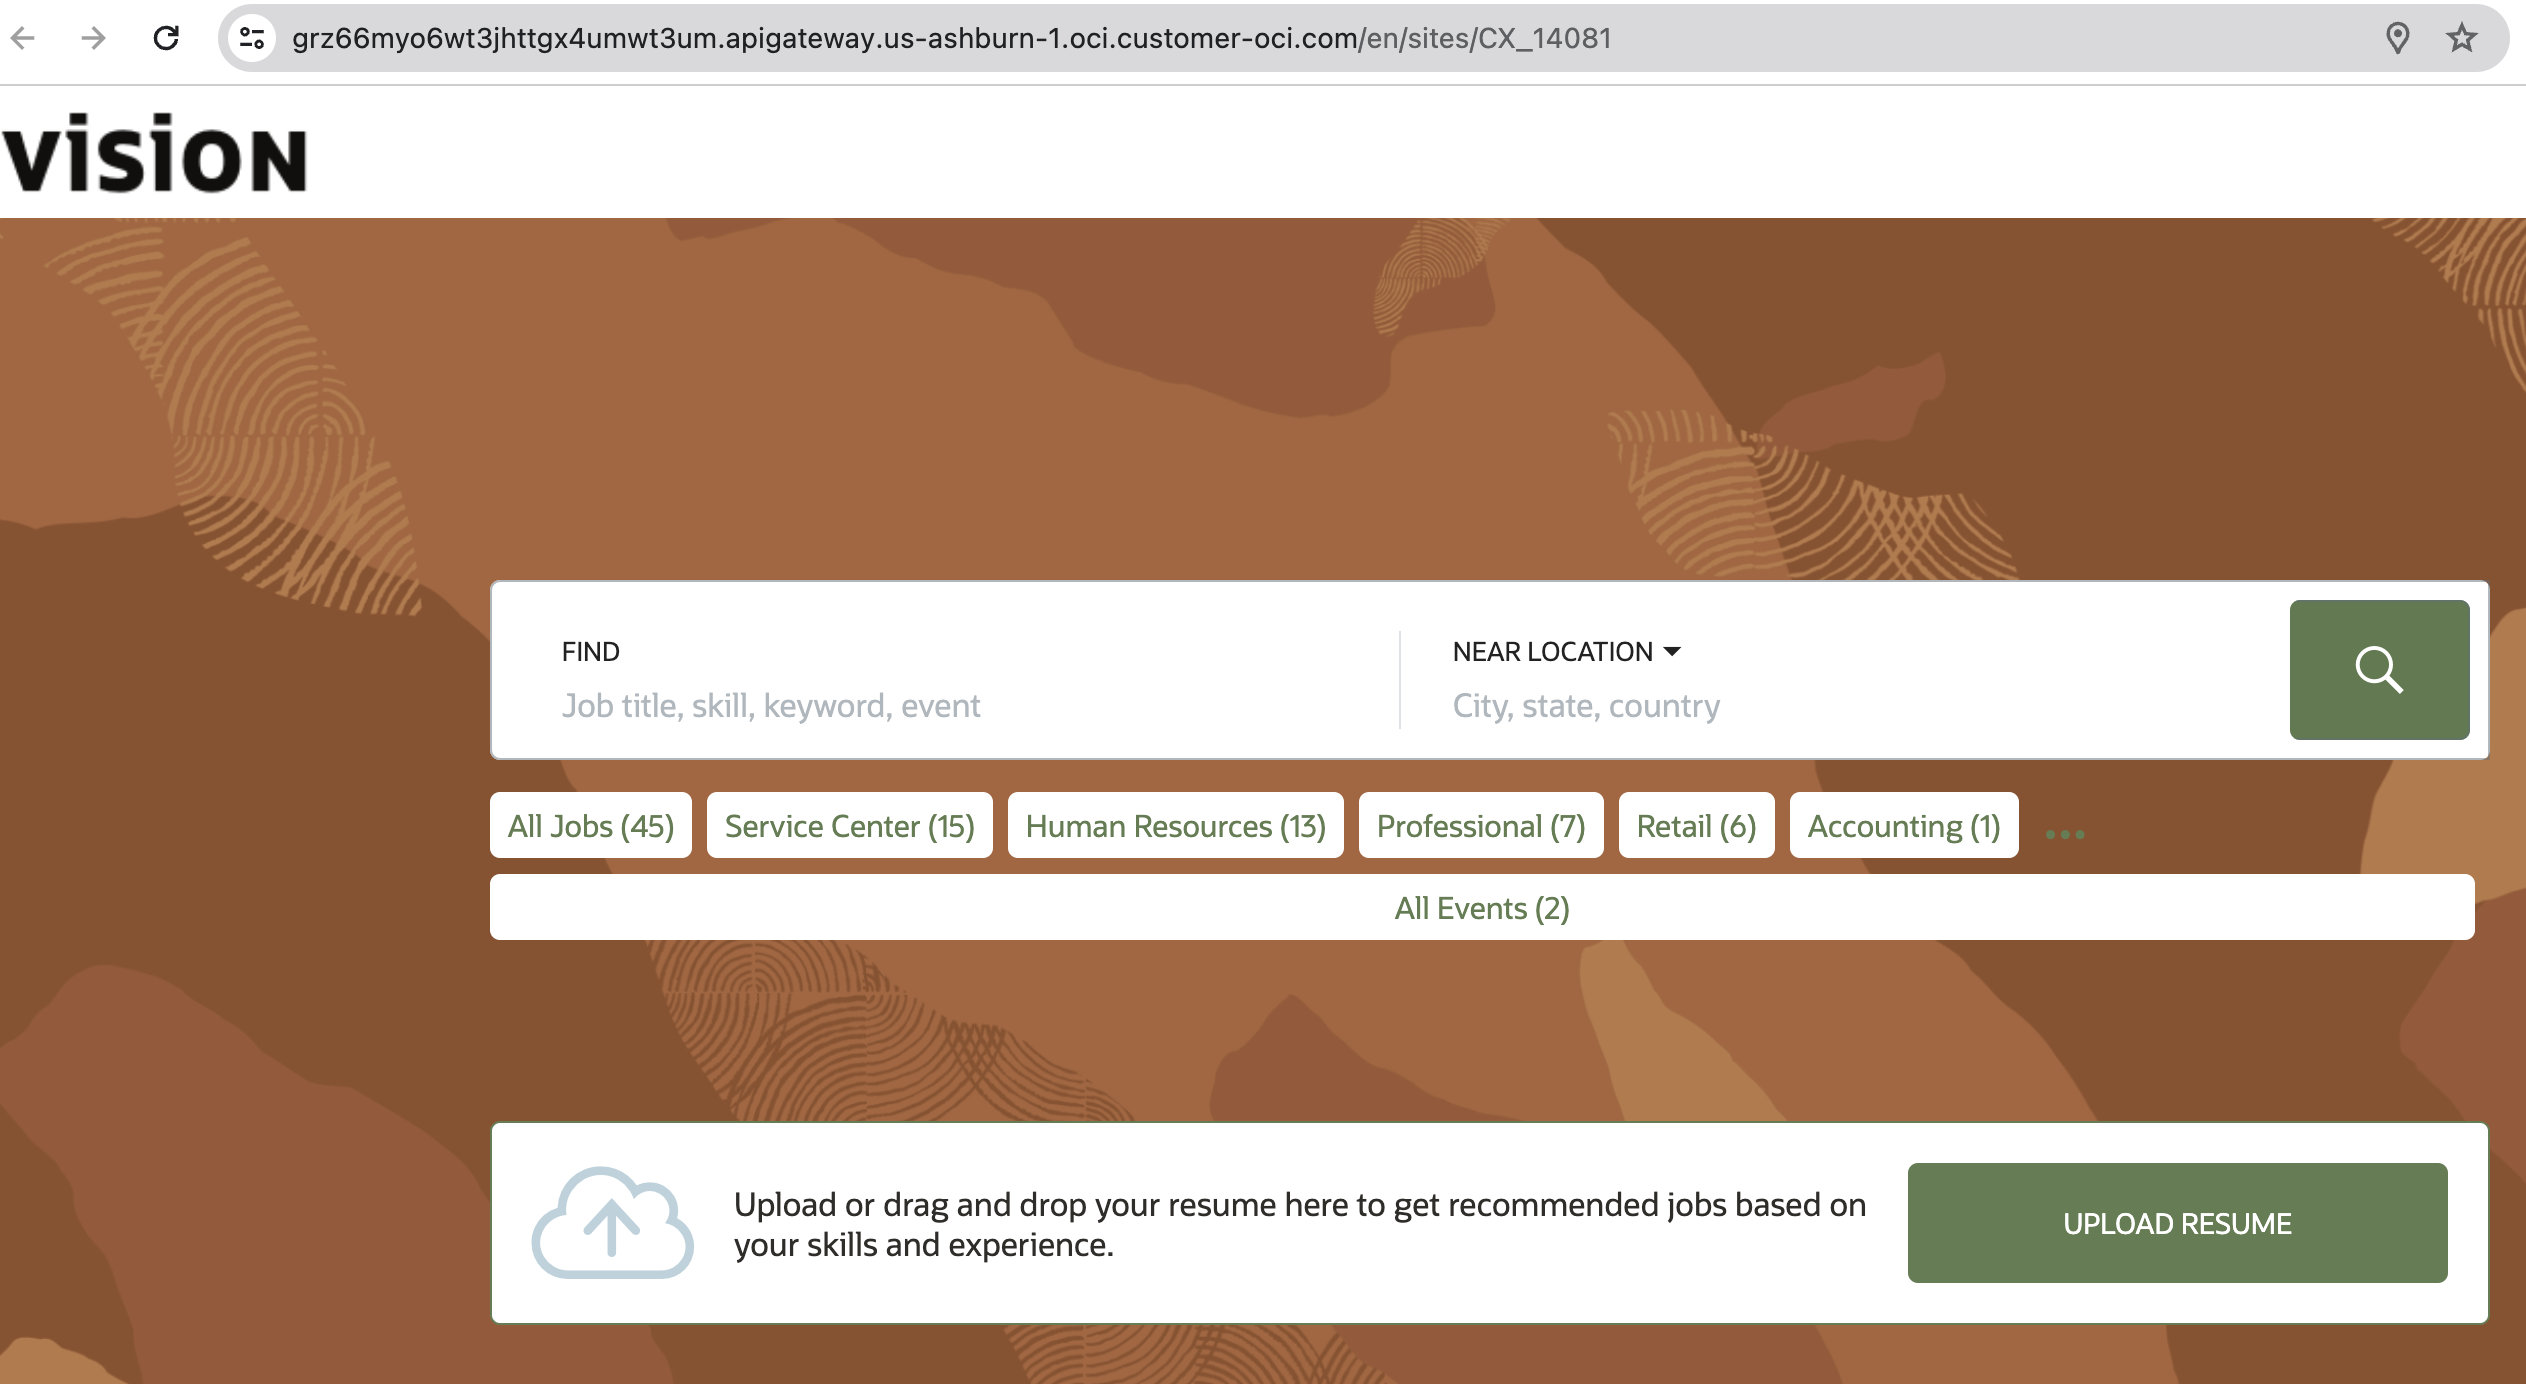 grz66myo6wt3jhttgx4umwt3um.apigateway.us-ashburn-1.oci.customer-oci.com/en/sites/CX_14081
visiON
FIND
Job title, skill, keyword, event
NEAR LOCATION
City, state, country
All Jobs (45)
Service Center (15)
Human Resources (13)
Professional (7)
Retail (6)
Accounting (1)
...
All Events (2)
Upload or drag and drop your resume here to get recommended jobs based on
your skills and experience.
UPLOAD RESUME